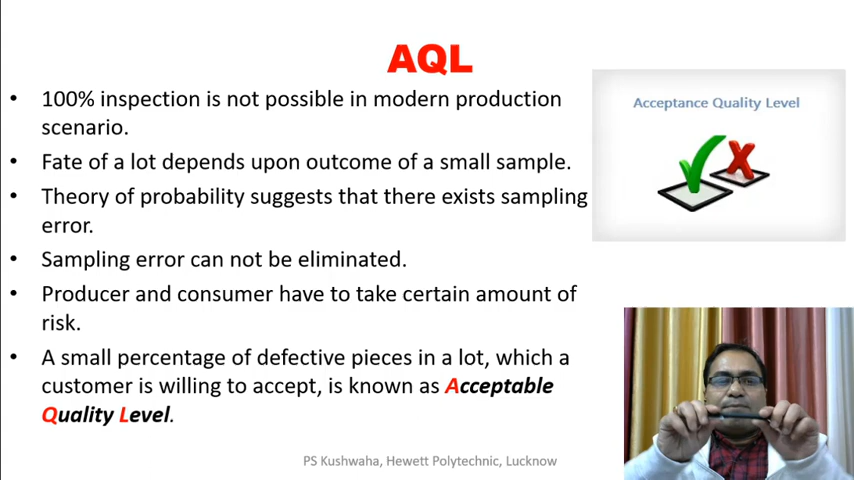 AQL
• 100% inspection is not possible in modern production
scenario.
• Fate of a lot depends upon outcome of a small sample.
• Theory of probability suggests that there exists sampling
error.
• Sampling error can not be eliminated.
• Producer and consumer have to take certain amount of
risk.
• A small percentage of defective pieces in a lot, which a
customer is willing to accept, is known as Acceptable
Quality Level.
Acceptance Quality Level
PS Kushwaha, Hewett Polytechnic, Lucknow